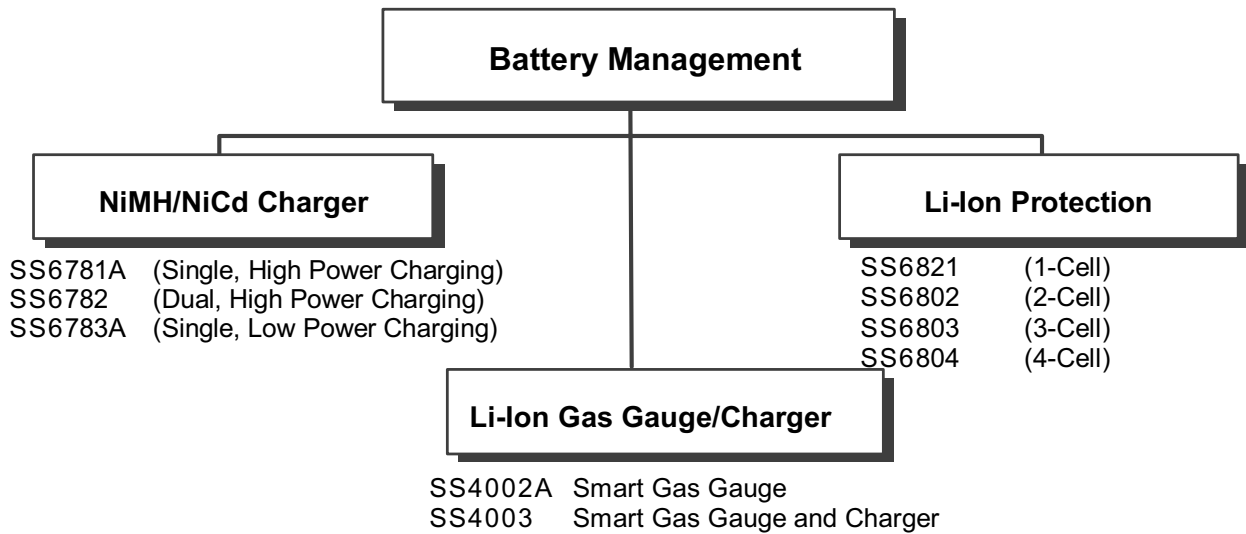 Battery Management
NiMH/NiCd Charger
SS6781A (Single, High Power Charging)
SS6782 (Dual, High Power Charging)
SS6783A (Single, Low Power Charging)
Li-Ion Protection
SS6821 (1-Cell)
SS6802 (2-Cell)
SS6803 (3-Cell)
SS6804 (4-Cell)
Li-Ion Gas Gauge/Charger
SS4002A Smart Gas Gauge
SS4003 Smart Gas Gauge and Charger